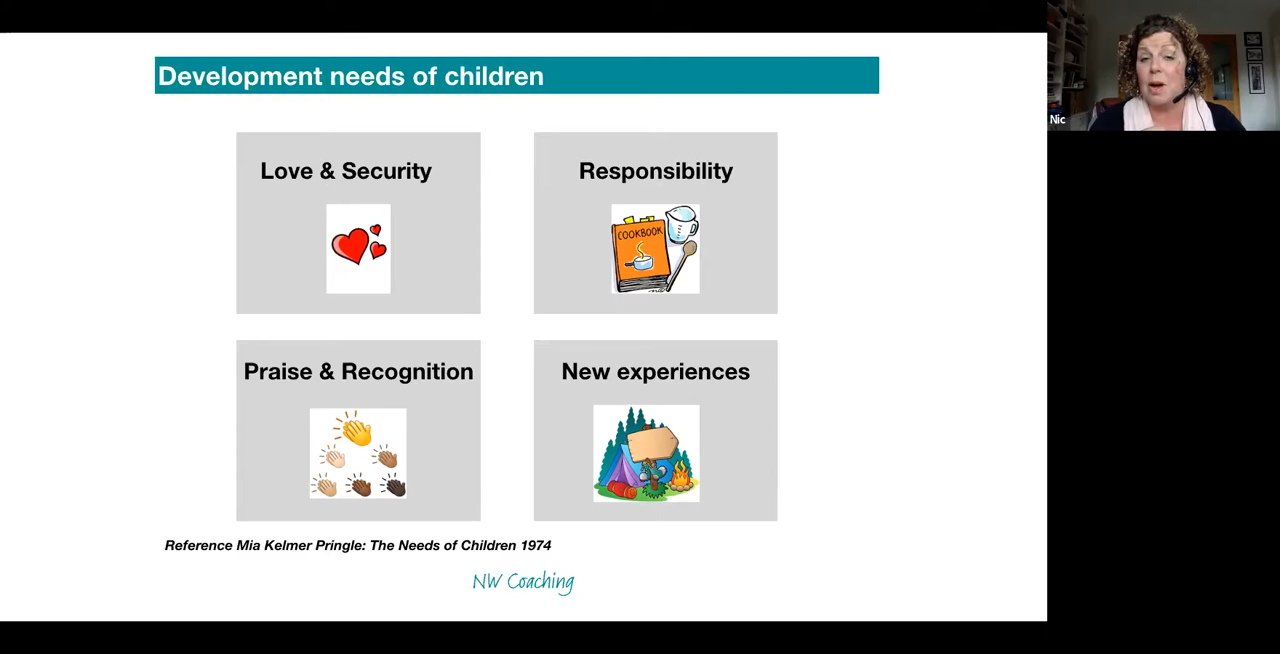 Development needs of children
Nic
Love & Security
Responsibility
COOKBOOK
Praise & Recognition
New experiences
Reference Mia Kelmer Pringle: The Needs of Children 1974
NW Coaching